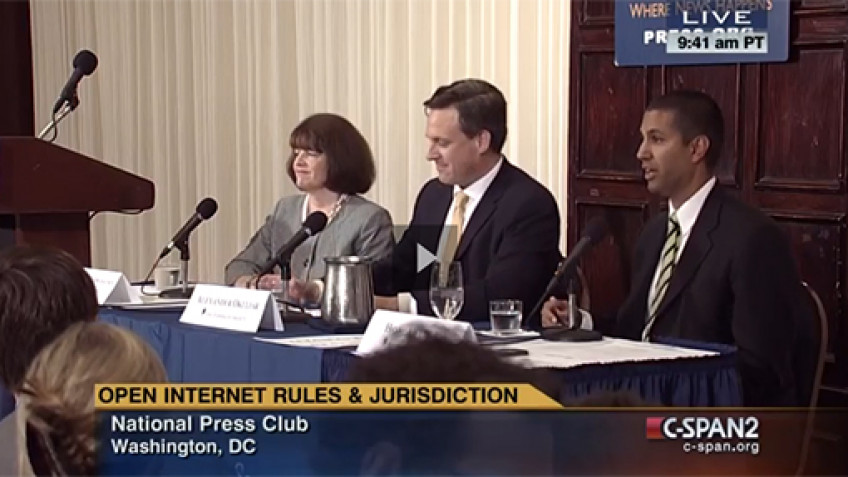 WHERE NEWS HAPPENS
LIVE
PRESS.ORG
9:41 am PT
OPEN INTERNET RULES & JURISDICTION
National Press Club
Washington, DC
C-SPAN2
c-span.org